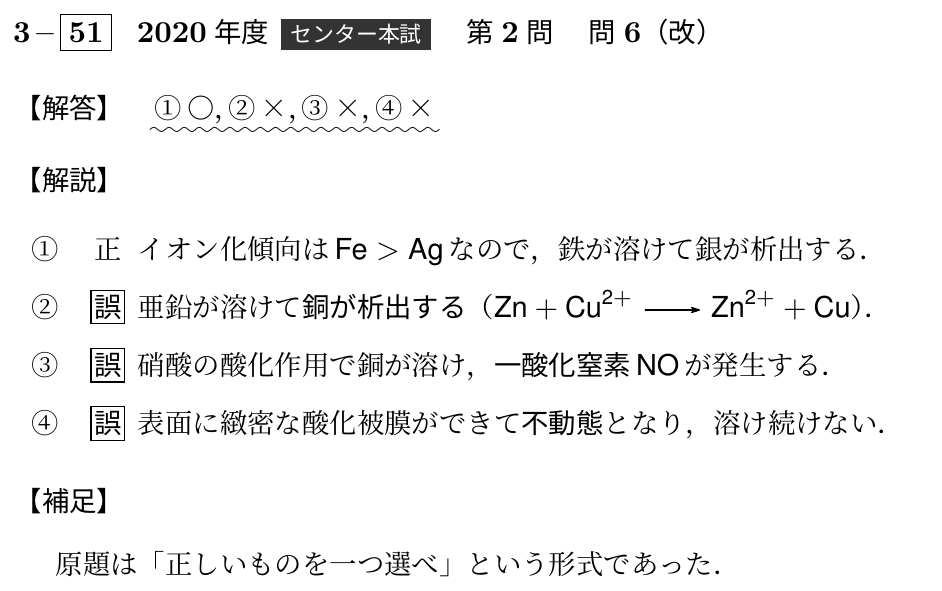 3－51 2020 年度 センター本試 第 2 問 問 6（改）
【解答】 ①〇,②×,③×,④×
【解説】
① 正 イオン化傾向は Fe > Ag なので，鉄が溶けて銀が析出する．
② 誤 亜鉛が溶けて銅が析出する（Zn + Cu²⁺ ⟶ Zn²⁺ + Cu）．
③ 誤 硝酸の酸化作用で銅が溶け，一酸化窒素 NO が発生する．
④ 誤 表面に緻密な酸化被膜ができて不動態となり，溶け続けない．
【補足】
原題は「正しいものを一つ選べ」という形式であった．